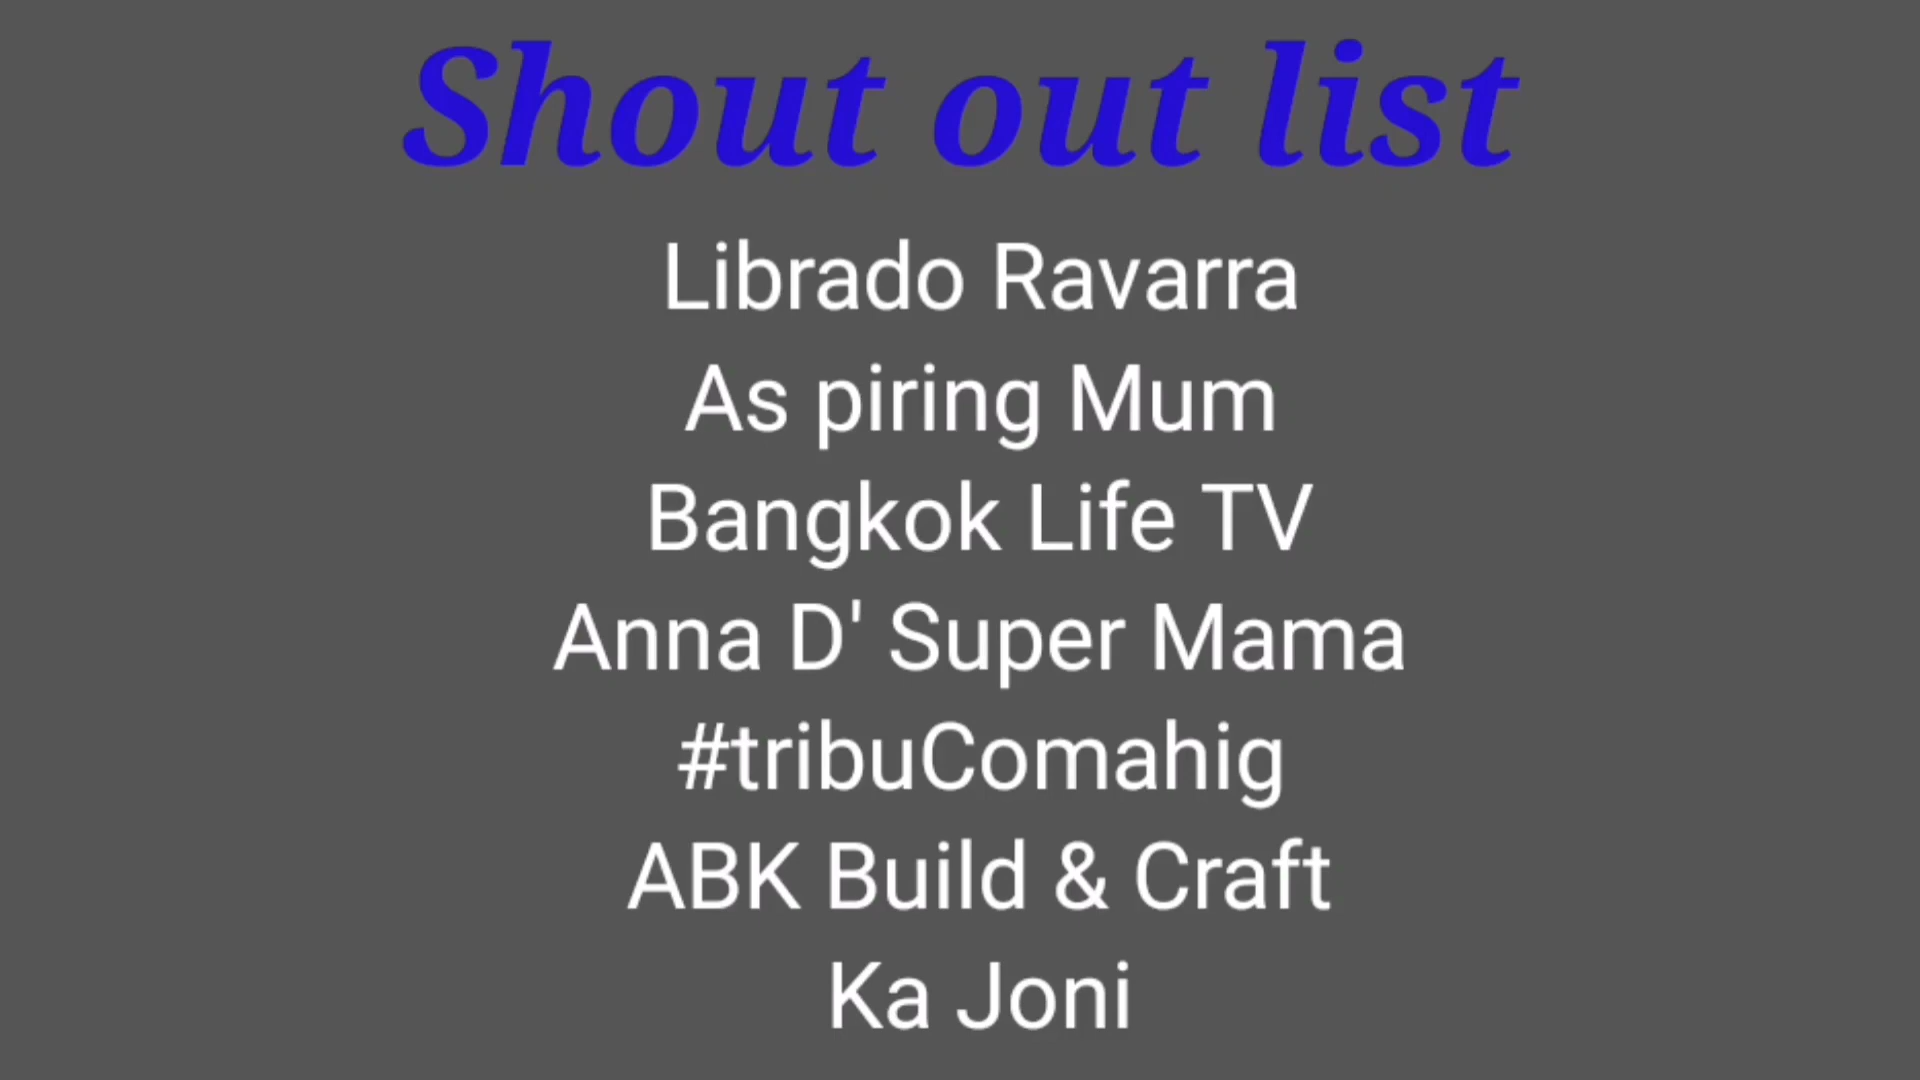 Shout out list
Librado Ravarra
As piring Mum
Bangkok Life TV
Anna D' Super Mama
#tribuComahig
ABK Build & Craft
Ka Joni